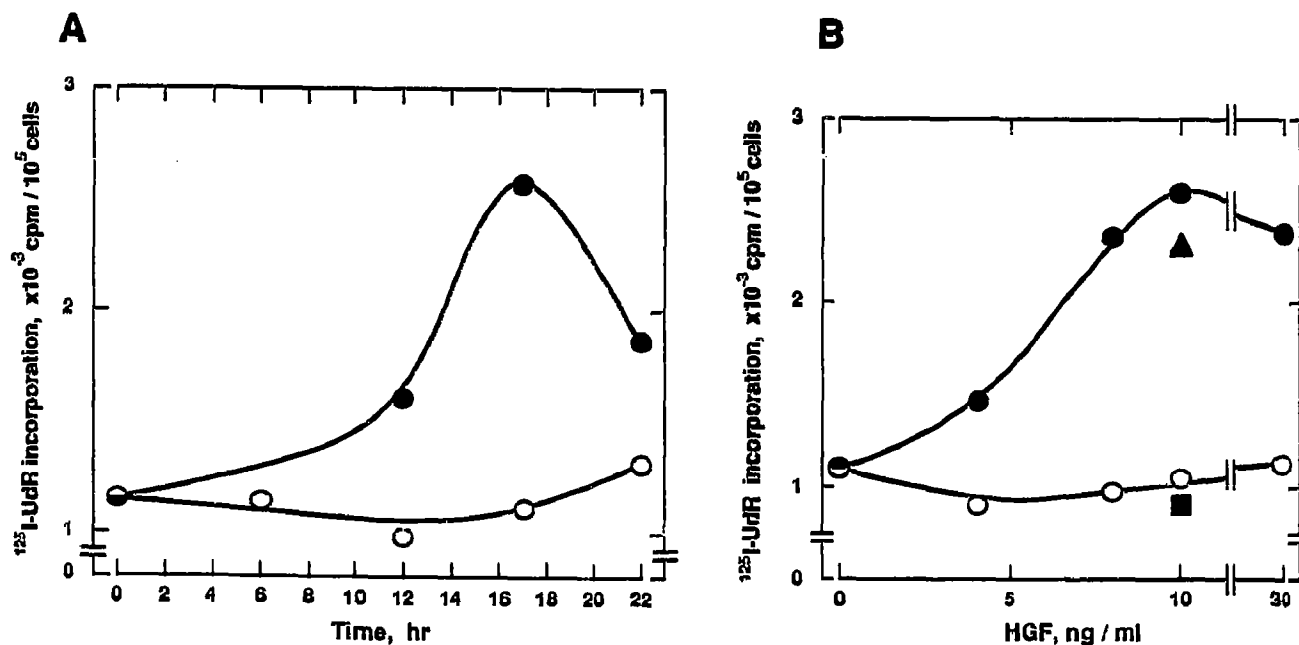 A
¹²⁵I-UdR incorporation, x10⁻³ cpm / 10⁵ cells
3
2
1
0
0 2 4 6 8 10 12 14 16 18 20 22
Time, hr
B
¹²⁵I-UdR incorporation, x10⁻³ cpm / 10⁵ cells
3
2
1
0
0 5 10 30
HGF, ng / ml